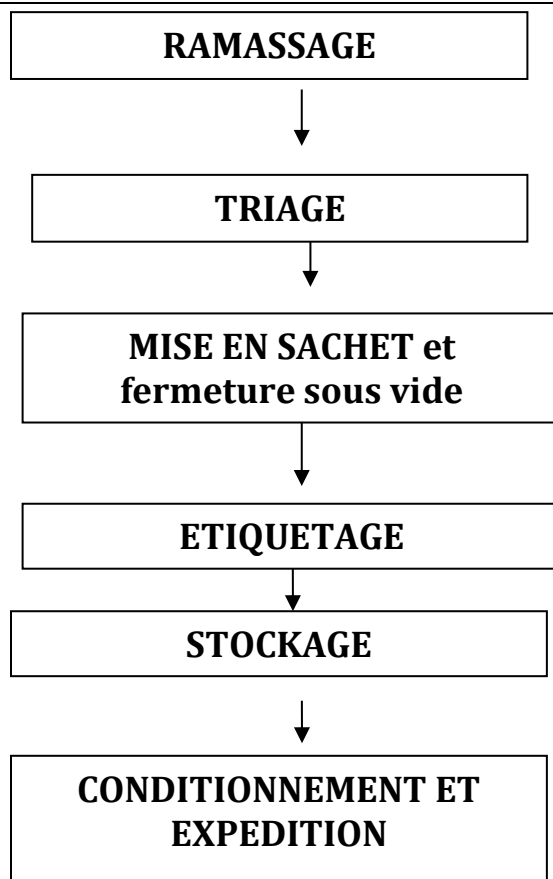 RAMASSAGE
TRIAGE
MISE EN SACHET et
fermeture sous vide
ETIQUETAGE
STOCKAGE
CONDITIONNEMENT ET
EXPEDITION